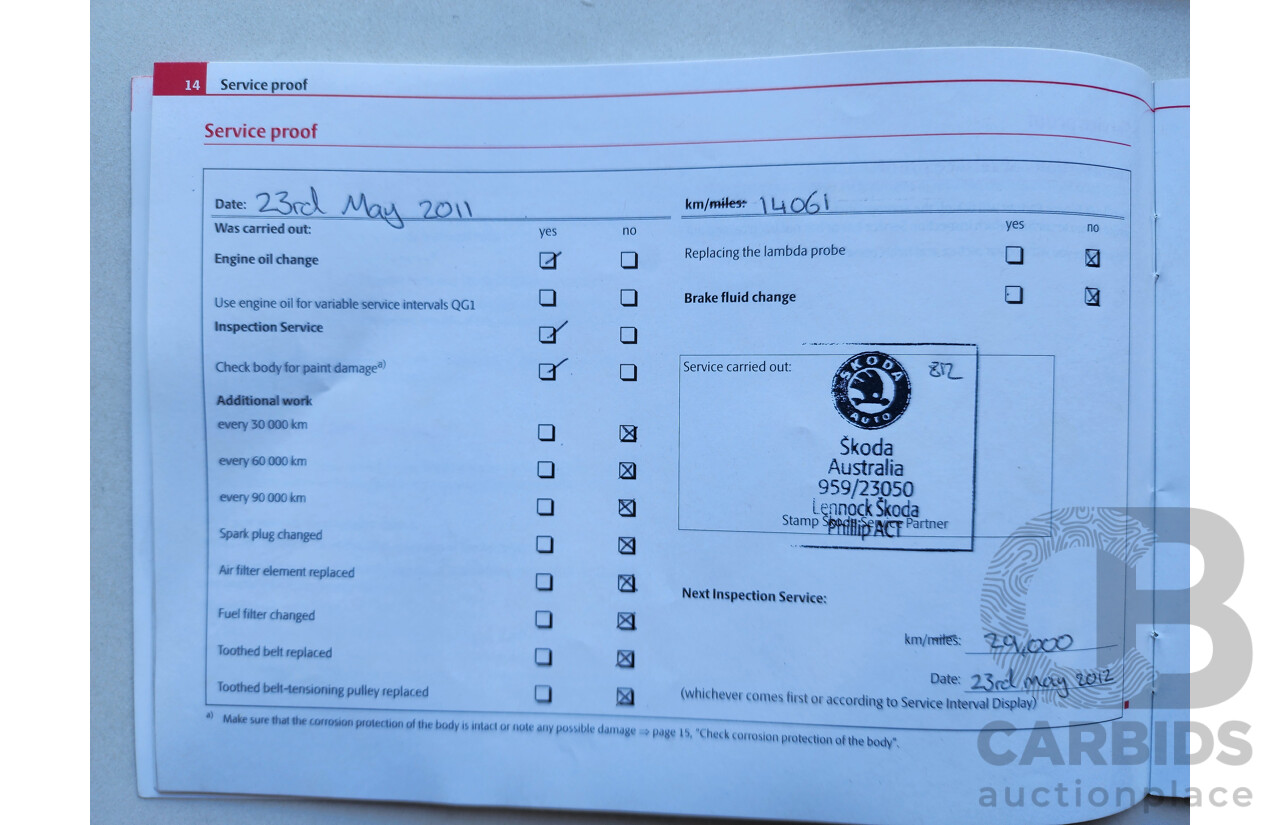 14 Service proof
Service proof
Date: 23rd May 2011
km/miles: 14061
Was carried out: yes no
Engine oil change
Use engine oil for variable service intervals QG1
Inspection Service
Check body for paint damage a)
Additional work
every 30 000 km
every 60 000 km
every 90 000 km
Spark plug changed
Air filter element replaced
Fuel filter changed
Toothed belt replaced
Toothed belt-tensioning pulley replaced
yes no
Replacing the lambda probe
Brake fluid change
Service carried out:
ŠKODA
AUTO
812
Škoda
Australia
959/23050
Lennock Škoda
Phillip ACT
Stamp Škoda Service Partner
Next Inspection Service:
km/miles: 29,000
Date: 23rd May 2012
(whichever comes first or according to Service Interval Display)
a) Make sure that the corrosion protection of the body is intact or note any possible damage ⇒ page 15, "Check corrosion protection of the body".
CARBIDS
auctionplace